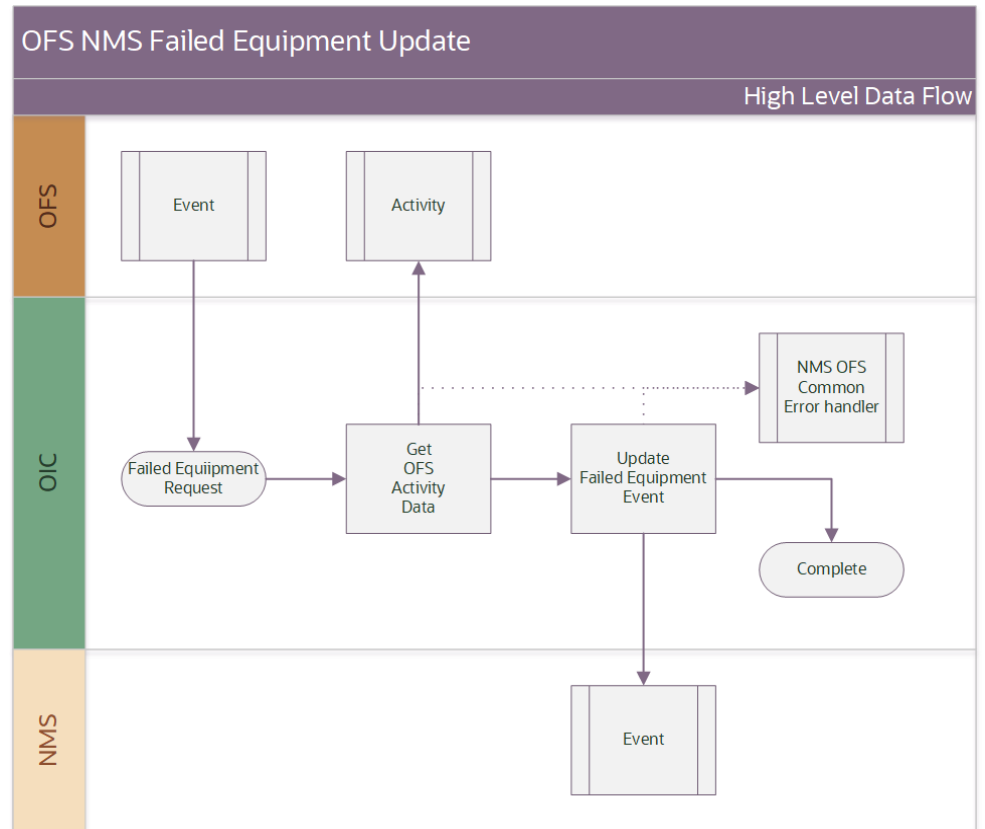 OFS NMS Failed Equipment Update
High Level Data Flow
OFS
Event
Activity
OIC
NMS OFS
Common
Error handler
Failed Equiipment
Request
Get
OFS
Activity
Data
Update
Failed Equipment
Event
Complete
NMS
Event